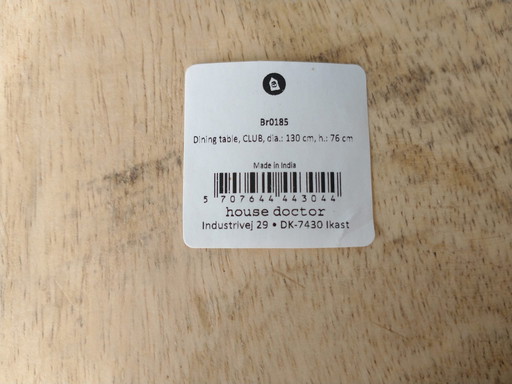 Br0185
Dining table, CLUB, dia.: 130 cm, h.: 76 cm
Made in India
5 707644 443044
house doctor
Industrivej 29 • DK-7430 Ikast